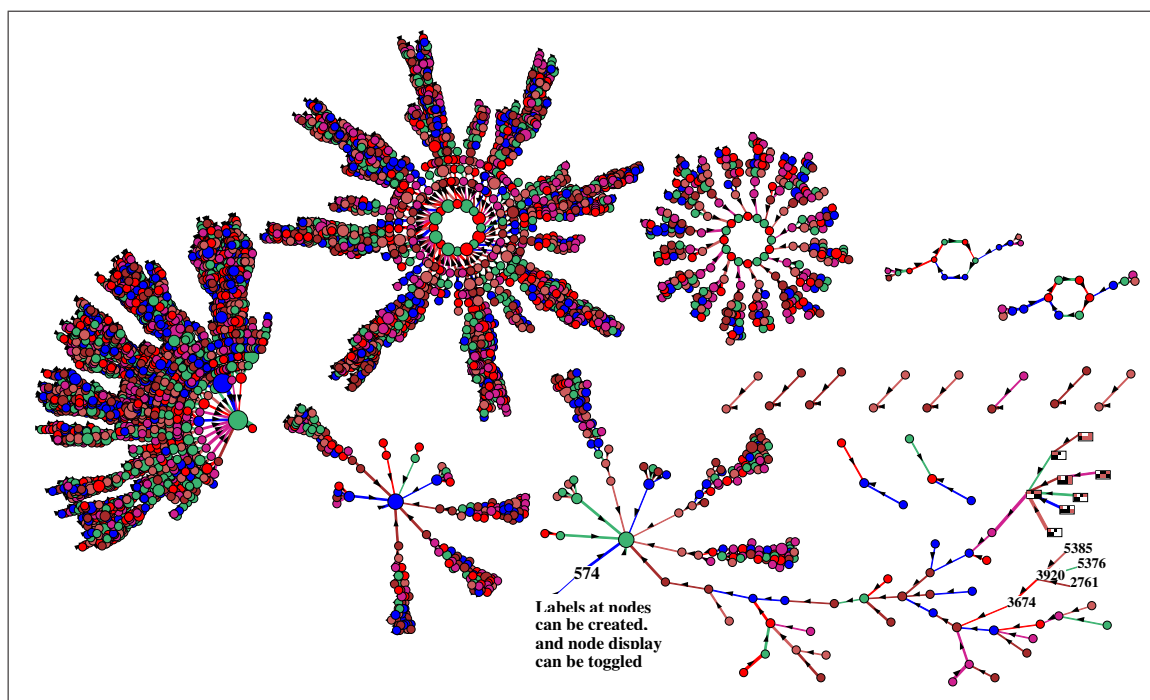 5385
5376
3920
2761
574
3674
Labels at nodes
can be created.
and node display
can be toggled